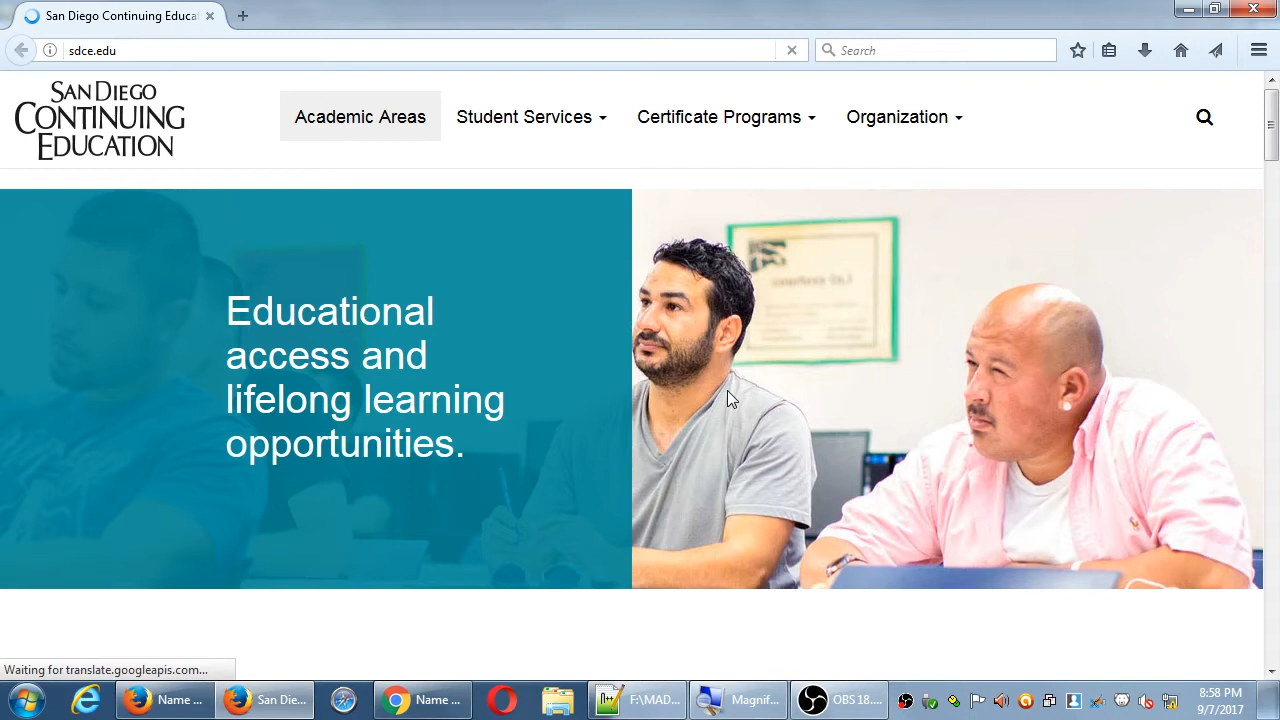 San Diego Continuing Educat
sdce.edu
Search
SAN DIEGO
CONTINUING
EDUCATION
Academic Areas
Student Services
Certificate Programs
Organization
Educational
access and
lifelong learning
opportunities.
Waiting for translate.googleapis.com...
Name ...
San Die...
Name ...
F:\MAD...
Magnif...
OBS 18....
8:58 PM
9/7/2017